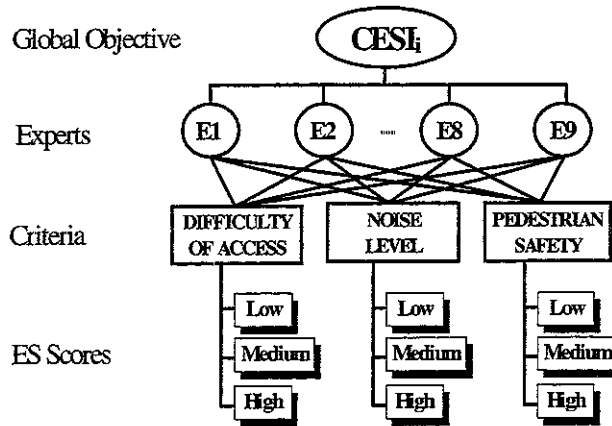 Global Objective
CESIi
Experts
E1 E2 .... E8 E9
Criteria
DIFFICULTY
OF ACCESS
NOISE
LEVEL
PEDESTRIAN
SAFETY
ES Scores
Low
Medium
High
Low
Medium
High
Low
Medium
High